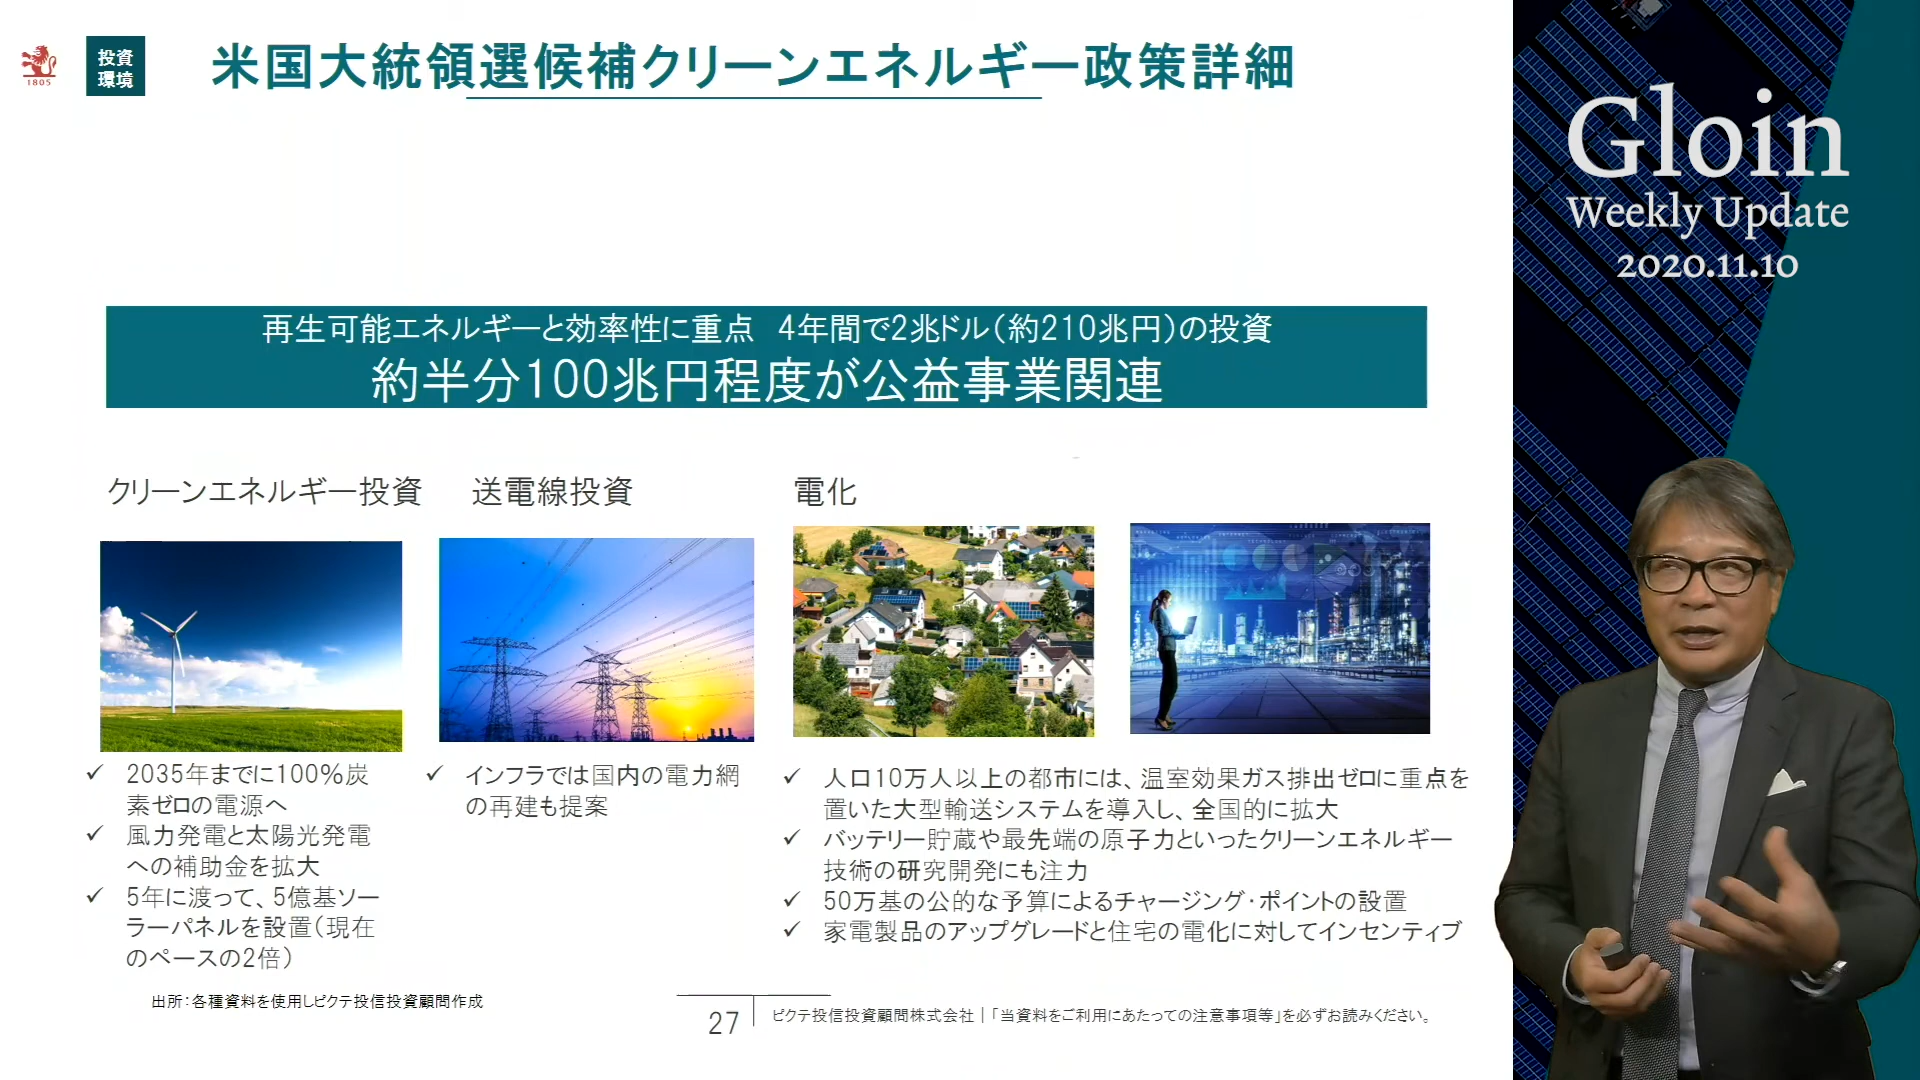 1805
投資
環境
米国大統領選候補クリーンエネルギー政策詳細
Gloin
Weekly Update
2020.11.10
再生可能エネルギーと効率性に重点　4年間で2兆ドル（約210兆円）の投資
約半分100兆円程度が公益事業関連
クリーンエネルギー投資
送電線投資
電化
✓ 2035年までに100%炭
素ゼロの電源へ
✓ 風力発電と太陽光発電
への補助金を拡大
✓ 5年に渡って、5億基ソー
ラーパネルを設置（現在
のペースの2倍）
✓ インフラでは国内の電力網
の再建も提案
✓ 人口10万人以上の都市には、温室効果ガス排出ゼロに重点を
置いた大型輸送システムを導入し、全国的に拡大
✓ バッテリー貯蔵や最先端の原子力といったクリーンエネルギー
技術の研究開発にも注力
✓ 50万基の公的な予算によるチャージング・ポイントの設置
✓ 家電製品のアップグレードと住宅の電化に対してインセンティブ
出所：各種資料を使用しピクテ投信投資顧問作成
27
ピクテ投信投資顧問株式会社｜「当資料をご利用にあたっての注意事項等」を必ずお読みください。